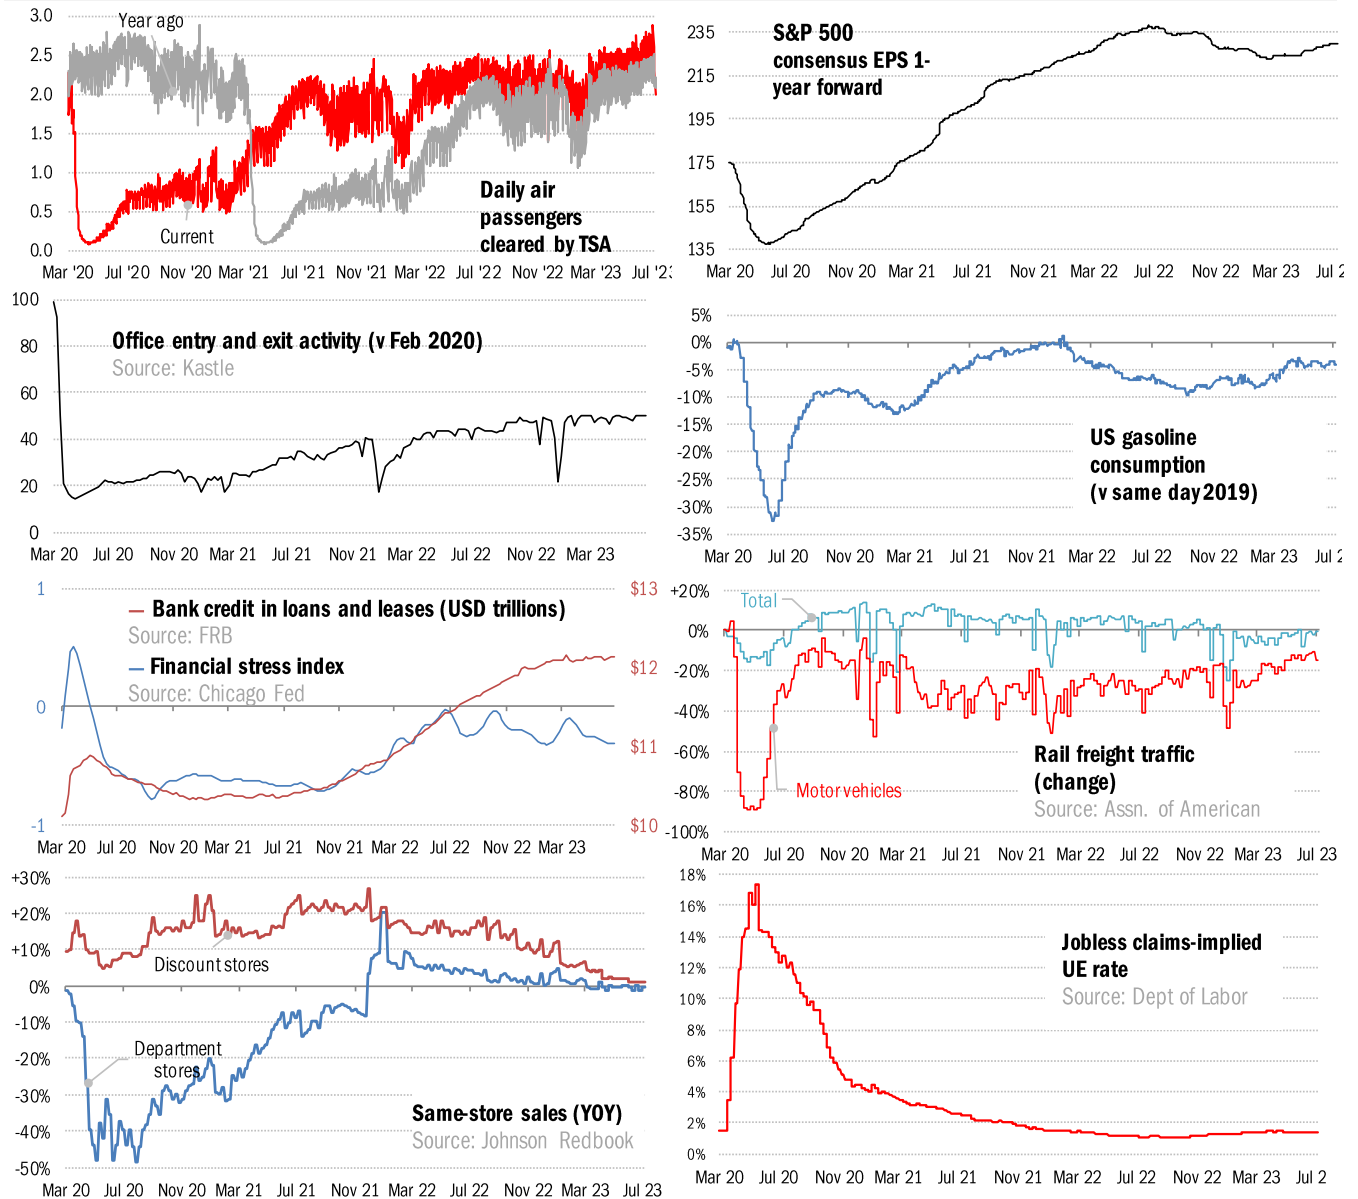 3.0
2.5
2.0
1.5
1.0
0.5
0.0
Year ago
Current
Daily air
passengers
cleared by TSA
Mar '20 Jul '20 Nov '20 Mar '21 Jul '21 Nov '21 Mar '22 Jul '22 Nov '22 Mar '23 Jul '23
235
215
195
175
155
135
S&P 500
consensus EPS 1-
year forward
Mar 20 Jul 20 Nov 20 Mar 21 Jul 21 Nov 21 Mar 22 Jul 22 Nov 22 Mar 23 Jul 2
100
80
60
40
20
0
Office entry and exit activity (v Feb 2020)
Source: Kastle
Mar 20 Jul 20 Nov 20 Mar 21 Jul 21 Nov 21 Mar 22 Jul 22 Nov 22 Mar 23
5%
0%
-5%
-10%
-15%
-20%
-25%
-30%
-35%
US gasoline
consumption
(v same day 2019)
Mar 20 Jul 20 Nov 20 Mar 21 Jul 21 Nov 21 Mar 22 Jul 22 Nov 22 Mar 23 Jul 2
1
0
-1
$13
$12
$11
$10
Bank credit in loans and leases (USD trillions)
Source: FRB
Financial stress index
Source: Chicago Fed
Mar 20 Jul 20 Nov 20 Mar 21 Jul 21 Nov 21 Mar 22 Jul 22 Nov 22 Mar 23
+20%
0%
-20%
-40%
-60%
-80%
-100%
Total
Motor vehicles
Rail freight traffic
(change)
Source: Assn. of American
Mar 20 Jul 20 Nov 20 Mar 21 Jul 21 Nov 21 Mar 22 Jul 22 Nov 22 Mar 23 Jul 23
+30%
+20%
+10%
0%
-10%
-20%
-30%
-40%
-50%
Discount stores
Department
stores
Same-store sales (YOY)
Source: Johnson Redbook
Mar 20 Jul 20 Nov 20 Mar 21 Jul 21 Nov 21 Mar 22 Jul 22 Nov 22 Mar 23 Jul 23
18%
16%
14%
12%
10%
8%
6%
4%
2%
0%
Jobless claims-implied
UE rate
Source: Dept of Labor
Mar 20 Jul 20 Nov 20 Mar 21 Jul 21 Nov 21 Mar 22 Jul 22 Nov 22 Mar 23 Jul 2